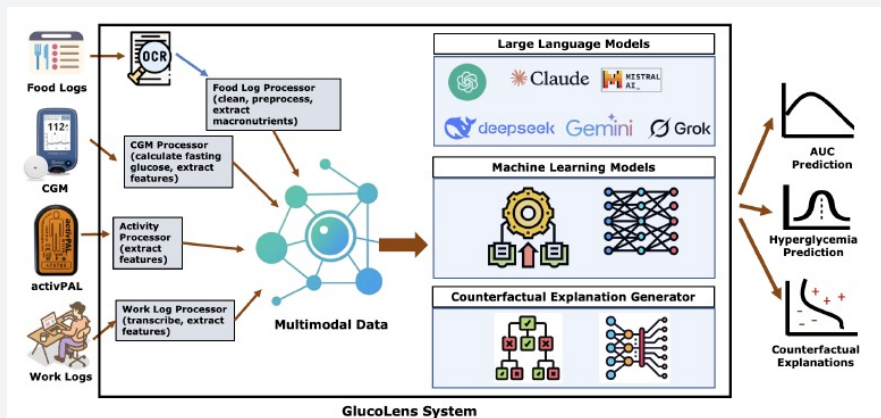 Food Logs
OCR
Food Log Processor
(clean, preprocess,
extract
macronutrients)
112
CGM
CGM Processor
(calculate fasting
glucose, extract
features)
activPAL
activPAL
Activity
Processor
(extract
features)
Work Logs
Work Log Processor
(transcribe, extract
features)
Multimodal Data
Large Language Models
Claude
MISTRAL
AI_
deepseek
Gemini
Grok
Machine Learning Models
Counterfactual Explanation Generator
AUC
Prediction
Hyperglycemia
Prediction
Counterfactual
Explanations
GlucoLens System